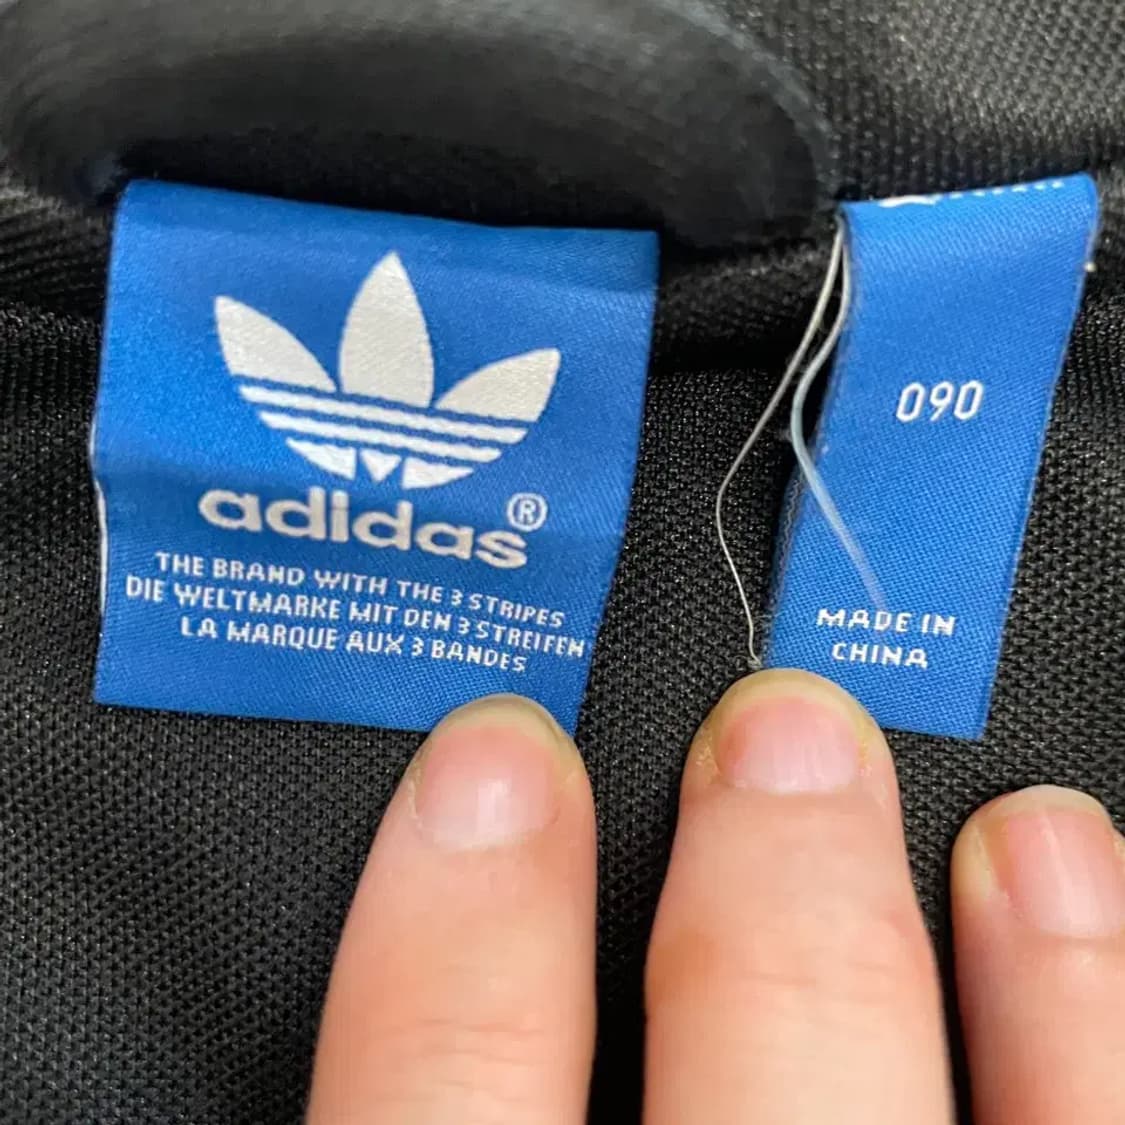 adidas®
THE BRAND WITH THE 3 STRIPES
DIE WELTMARKE MIT DEN 3 STREIFEN
LA MARQUE AUX 3 BANDES
090
MADE IN
CHINA